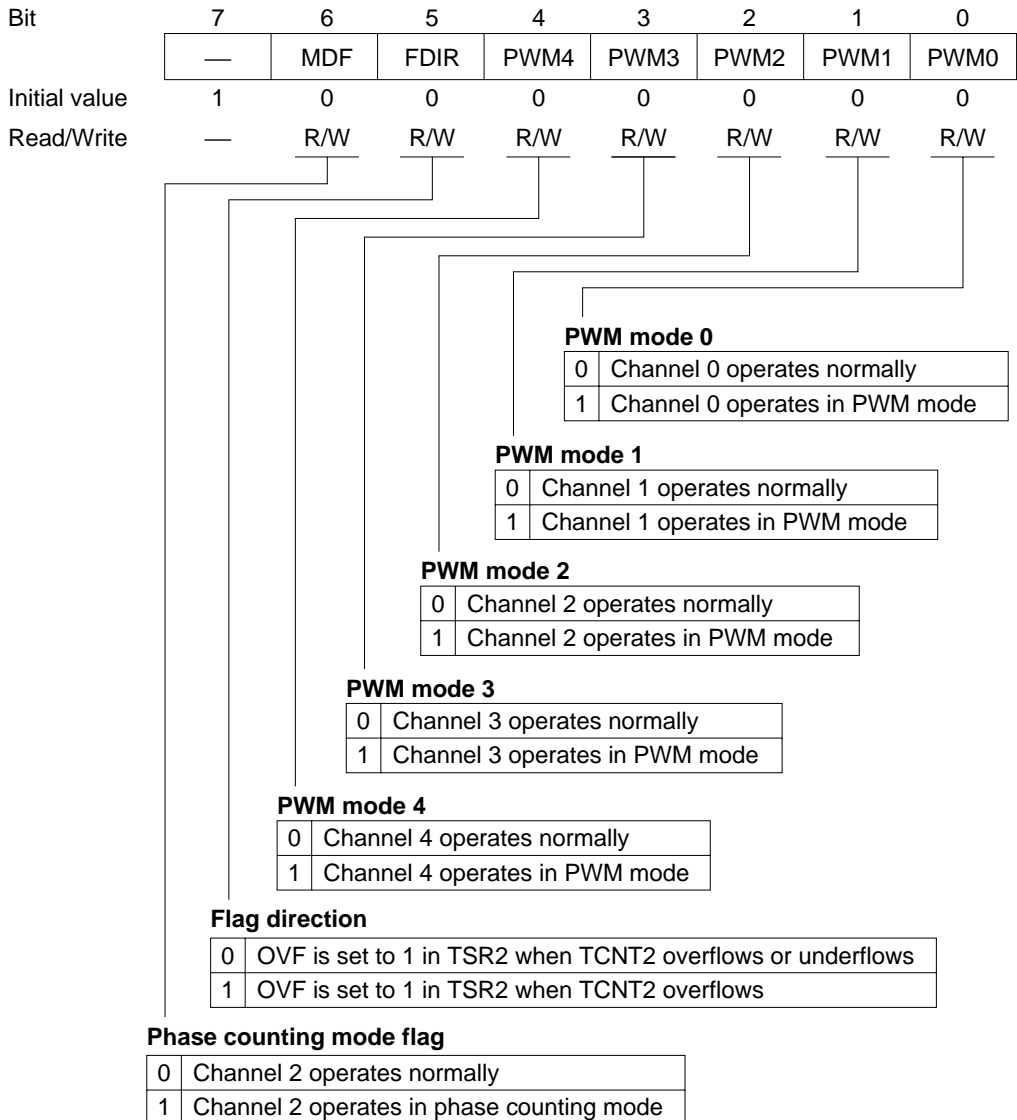 Bit 7 6 5 4 3 2 1 0
— MDF FDIR PWM4 PWM3 PWM2 PWM1 PWM0
Initial value 1 0 0 0 0 0 0 0
Read/Write — R/W R/W R/W R/W R/W R/W R/W
PWM mode 0
0 Channel 0 operates normally
1 Channel 0 operates in PWM mode
PWM mode 1
0 Channel 1 operates normally
1 Channel 1 operates in PWM mode
PWM mode 2
0 Channel 2 operates normally
1 Channel 2 operates in PWM mode
PWM mode 3
0 Channel 3 operates normally
1 Channel 3 operates in PWM mode
PWM mode 4
0 Channel 4 operates normally
1 Channel 4 operates in PWM mode
Flag direction
0 OVF is set to 1 in TSR2 when TCNT2 overflows or underflows
1 OVF is set to 1 in TSR2 when TCNT2 overflows
Phase counting mode flag
0 Channel 2 operates normally
1 Channel 2 operates in phase counting mode